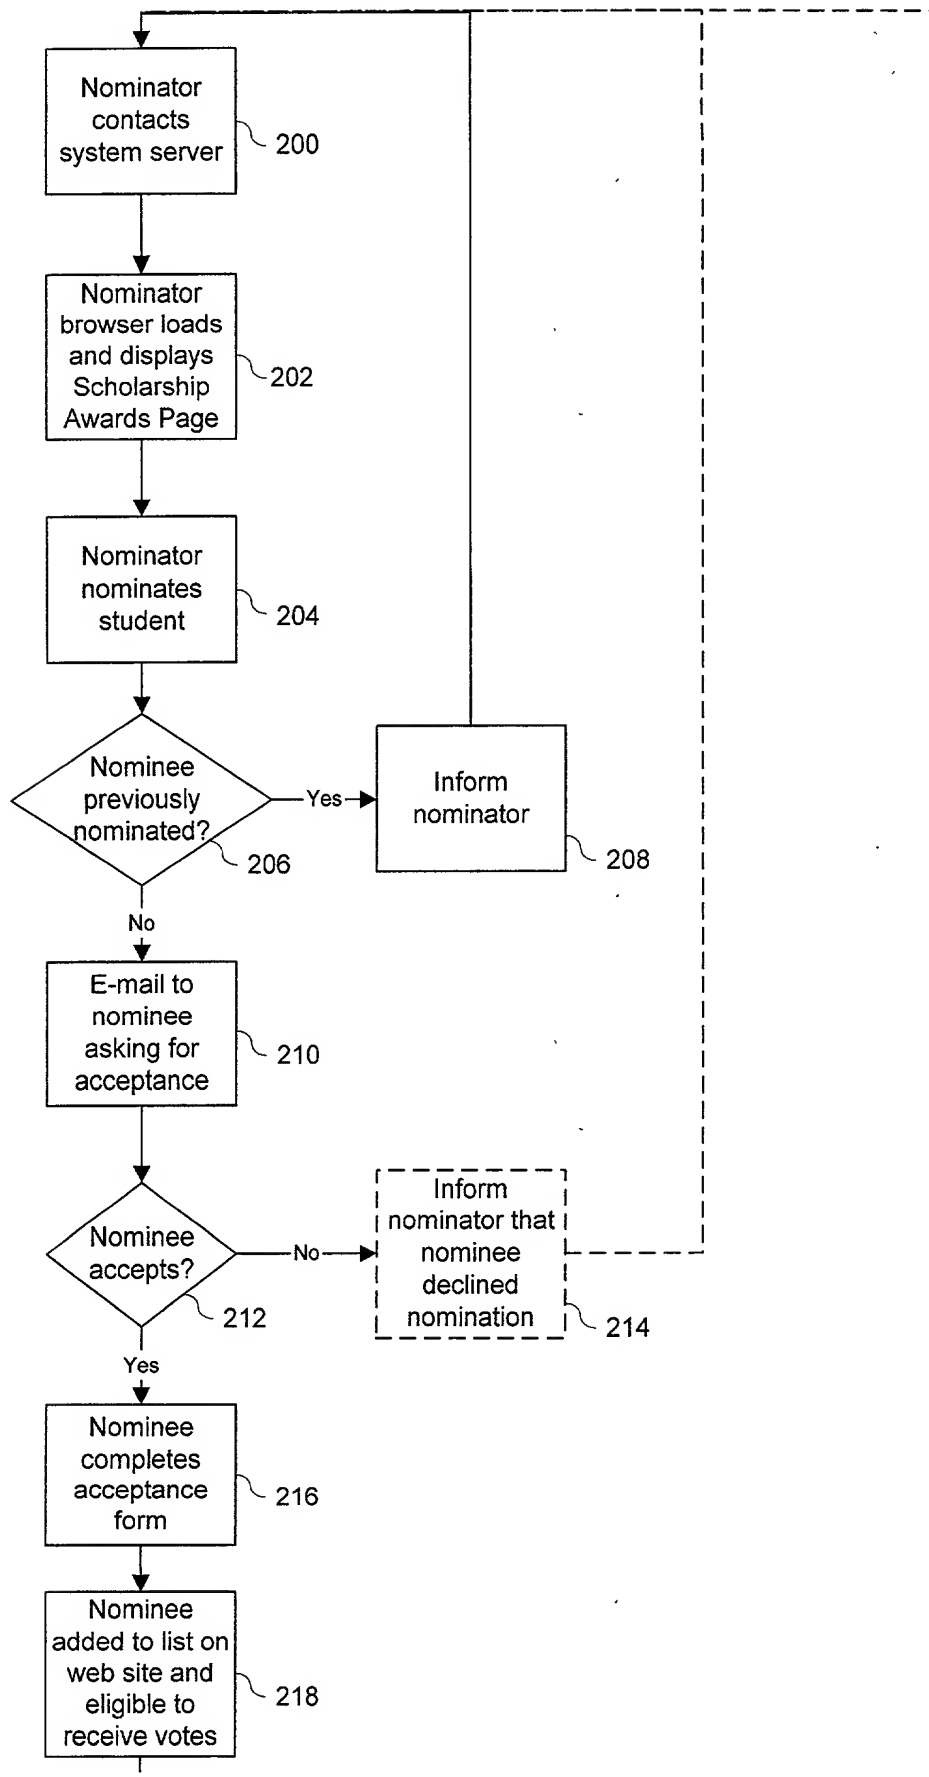 Nominator
contacts
system server
200
Nominator
browser loads
and displays
Scholarship
Awards Page
202
Nominator
nominates
student
204
Nominee
previously
nominated?
206
Yes
Inform
nominator
208
No
E-mail to
nominee
asking for
acceptance
210
Nominee
accepts?
212
No
Inform
nominator that
nominee
declined
nomination
214
Yes
Nominee
completes
acceptance
form
216
Nominee
added to list on
web site and
eligible to
receive votes
218